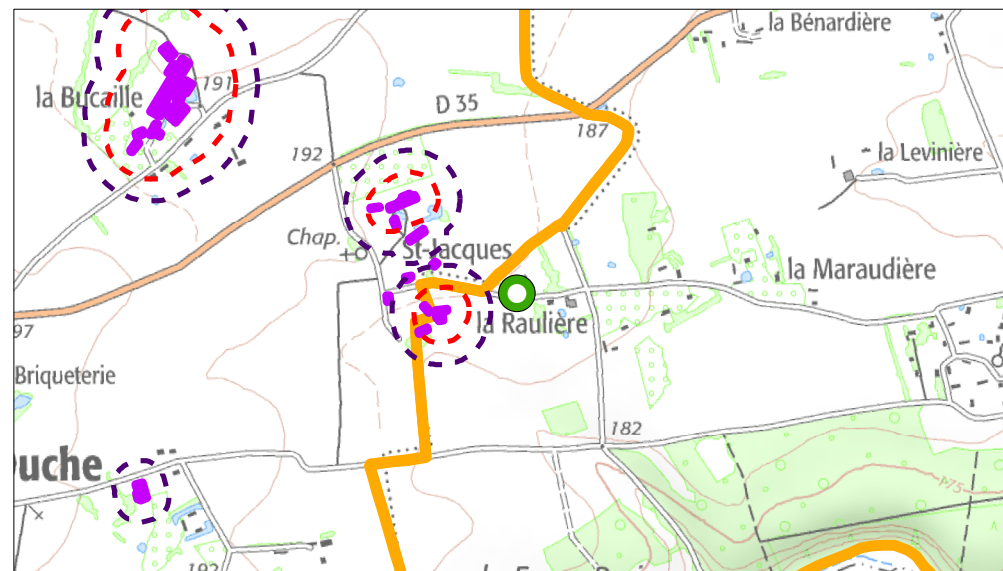 la Bénardière
191
la Bucaille
D 35
187
192
la Levinière
Chap.
St-Jacques
la Maraudière
la Raulière
97
Briqueterie
182
Ouche
175
192